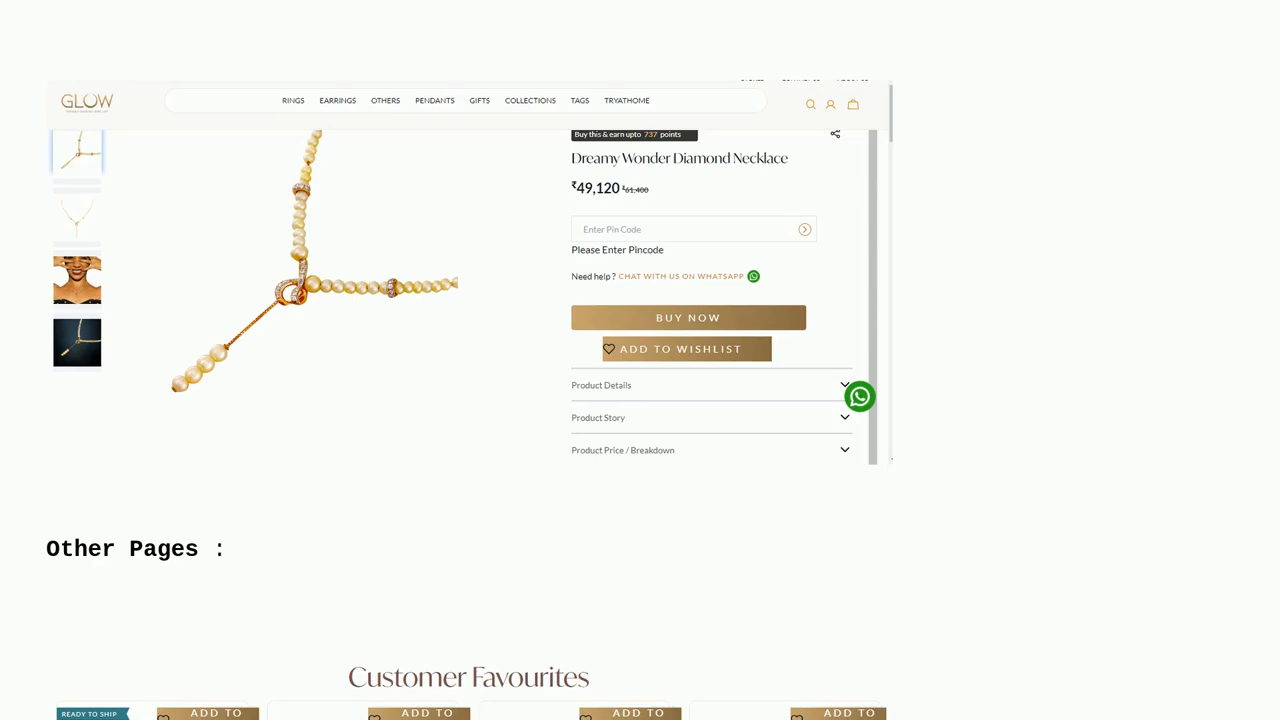 GLOW
RINGS EARRINGS OTHERS PENDANTS GIFTS COLLECTIONS TAGS TRYATHOME
Buy this & earn upto 737 points
Dreamy Wonder Diamond Necklace
₹49,120 ₹61,400
Enter Pin Code
Please Enter Pincode
Need help ? CHAT WITH US ON WHATSAPP
BUY NOW
ADD TO WISHLIST
Product Details
Product Story
Product Price / Breakdown
Other Pages :
Customer Favourites
READY TO SHIP ADD TO ADD TO ADD TO ADD TO